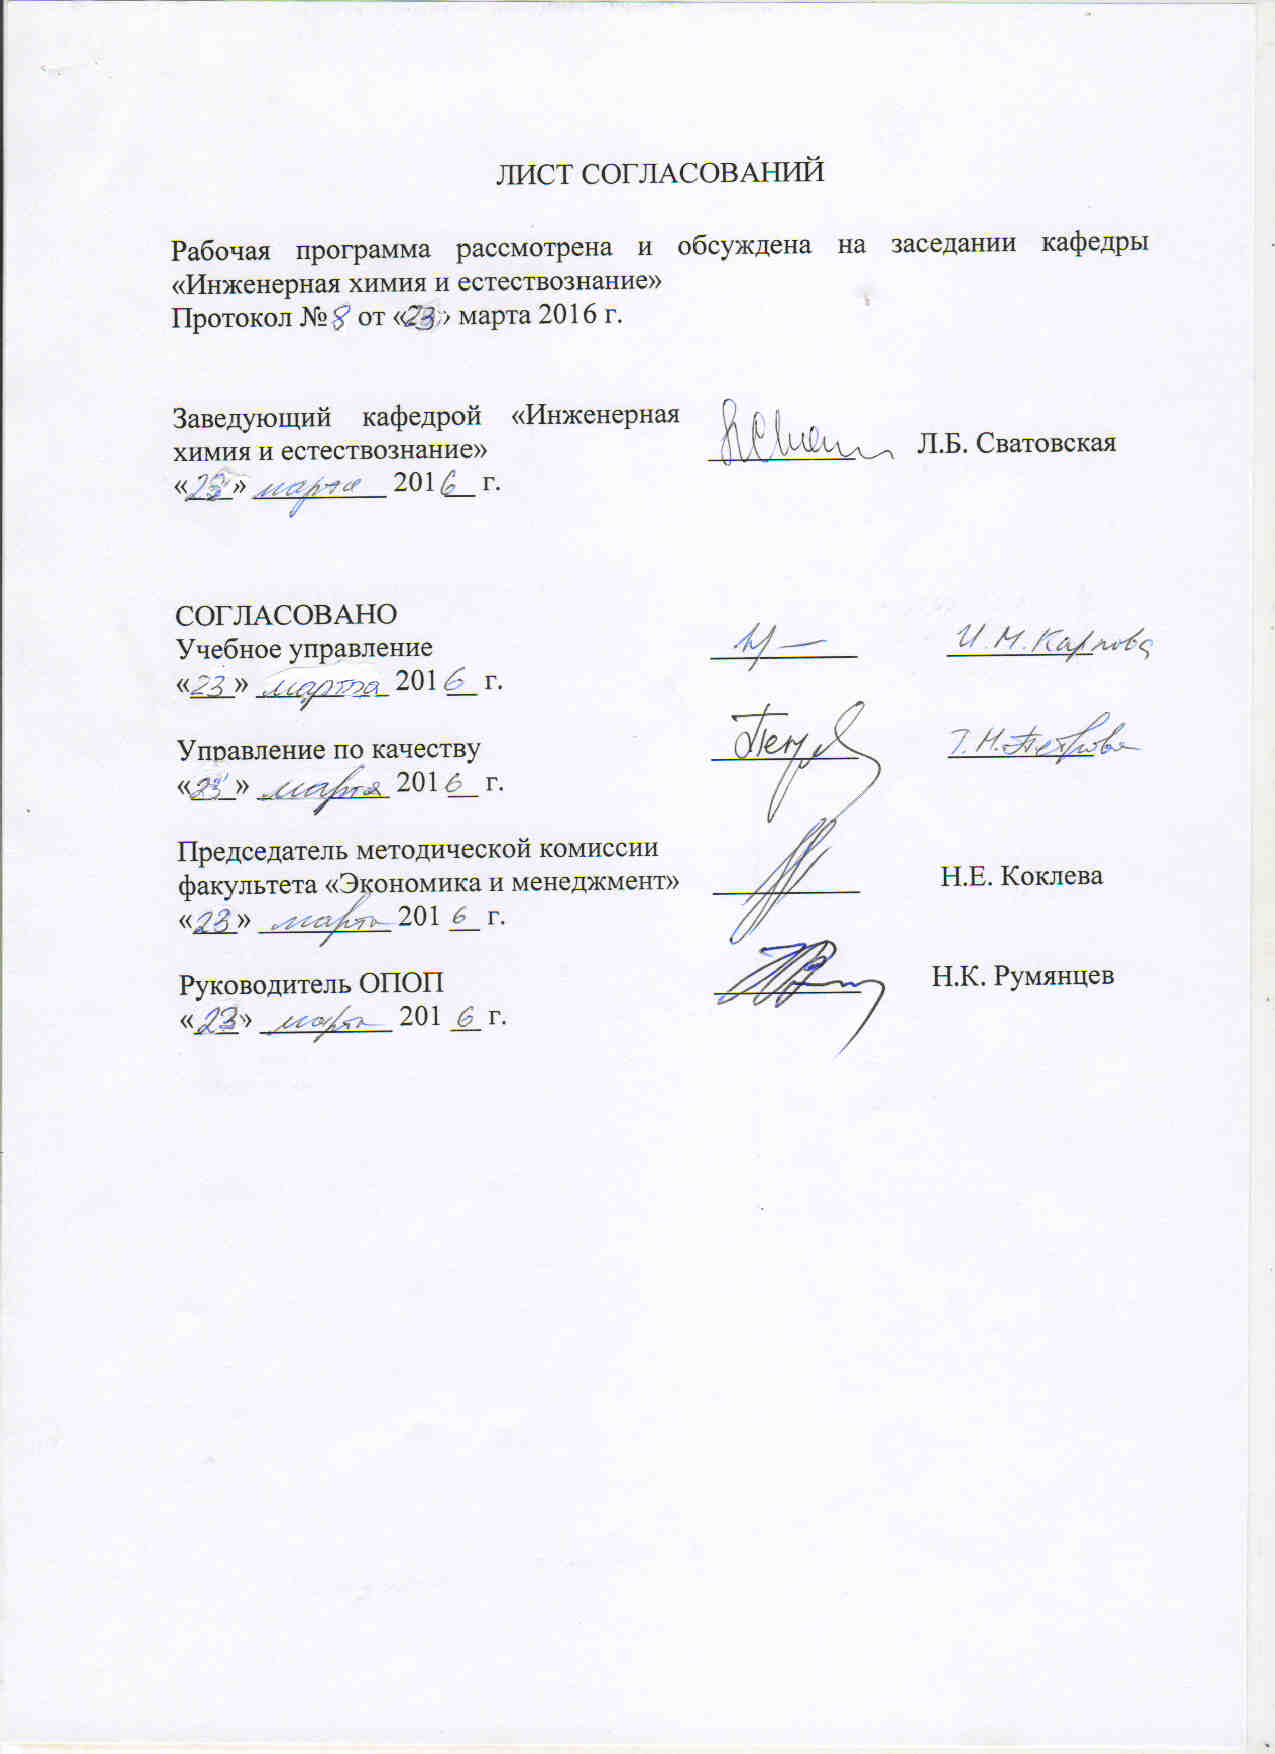 ЛИСТ СОГЛАСОВАНИЙ
Рабочая программа рассмотрена и обсуждена на заседании кафедры
«Инженерная химия и естествознание»
Протокол № 8 от «23» марта 2016 г.
Заведующий кафедрой «Инженерная
химия и естествознание» Л.Б. Сватовская
«23» марта 2016 г.
СОГЛАСОВАНО
Учебное управление И.М. Карпова
«23» марта 2016 г.
Управление по качеству Т.М. Петрова
«23» марта 2016 г.
Председатель методической комиссии
факультета «Экономика и менеджмент» Н.Е. Коклева
«23» марта 2016 г.
Руководитель ОПОП Н.К. Румянцев
«23» марта 2016 г.